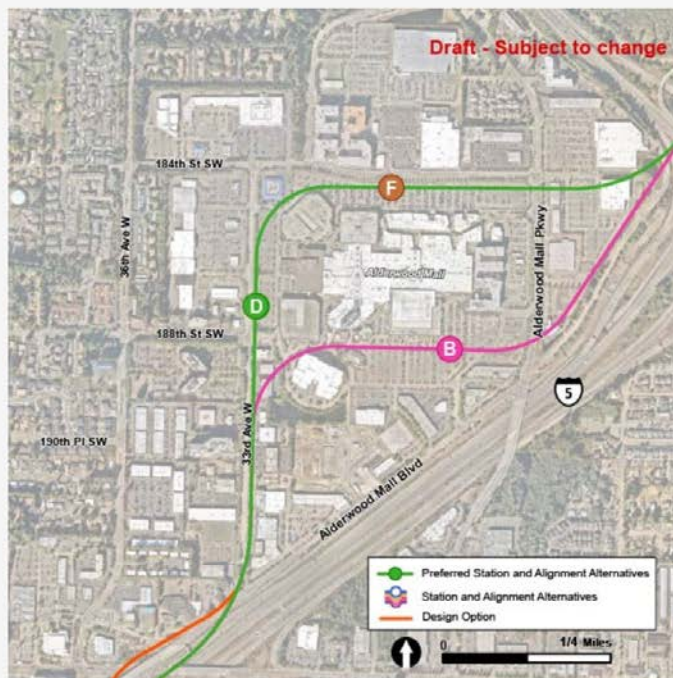 Draft - Subject to change
184th St SW
F
36th Ave W
Alderwood Mall
Alderwood Mall Pkwy
D
188th St SW
B
5
33rd Ave W
190th Pl SW
Alderwood Mall Blvd
Preferred Station and Alignment Alternatives
Station and Alignment Alternatives
Design Option
0
1/4 Miles